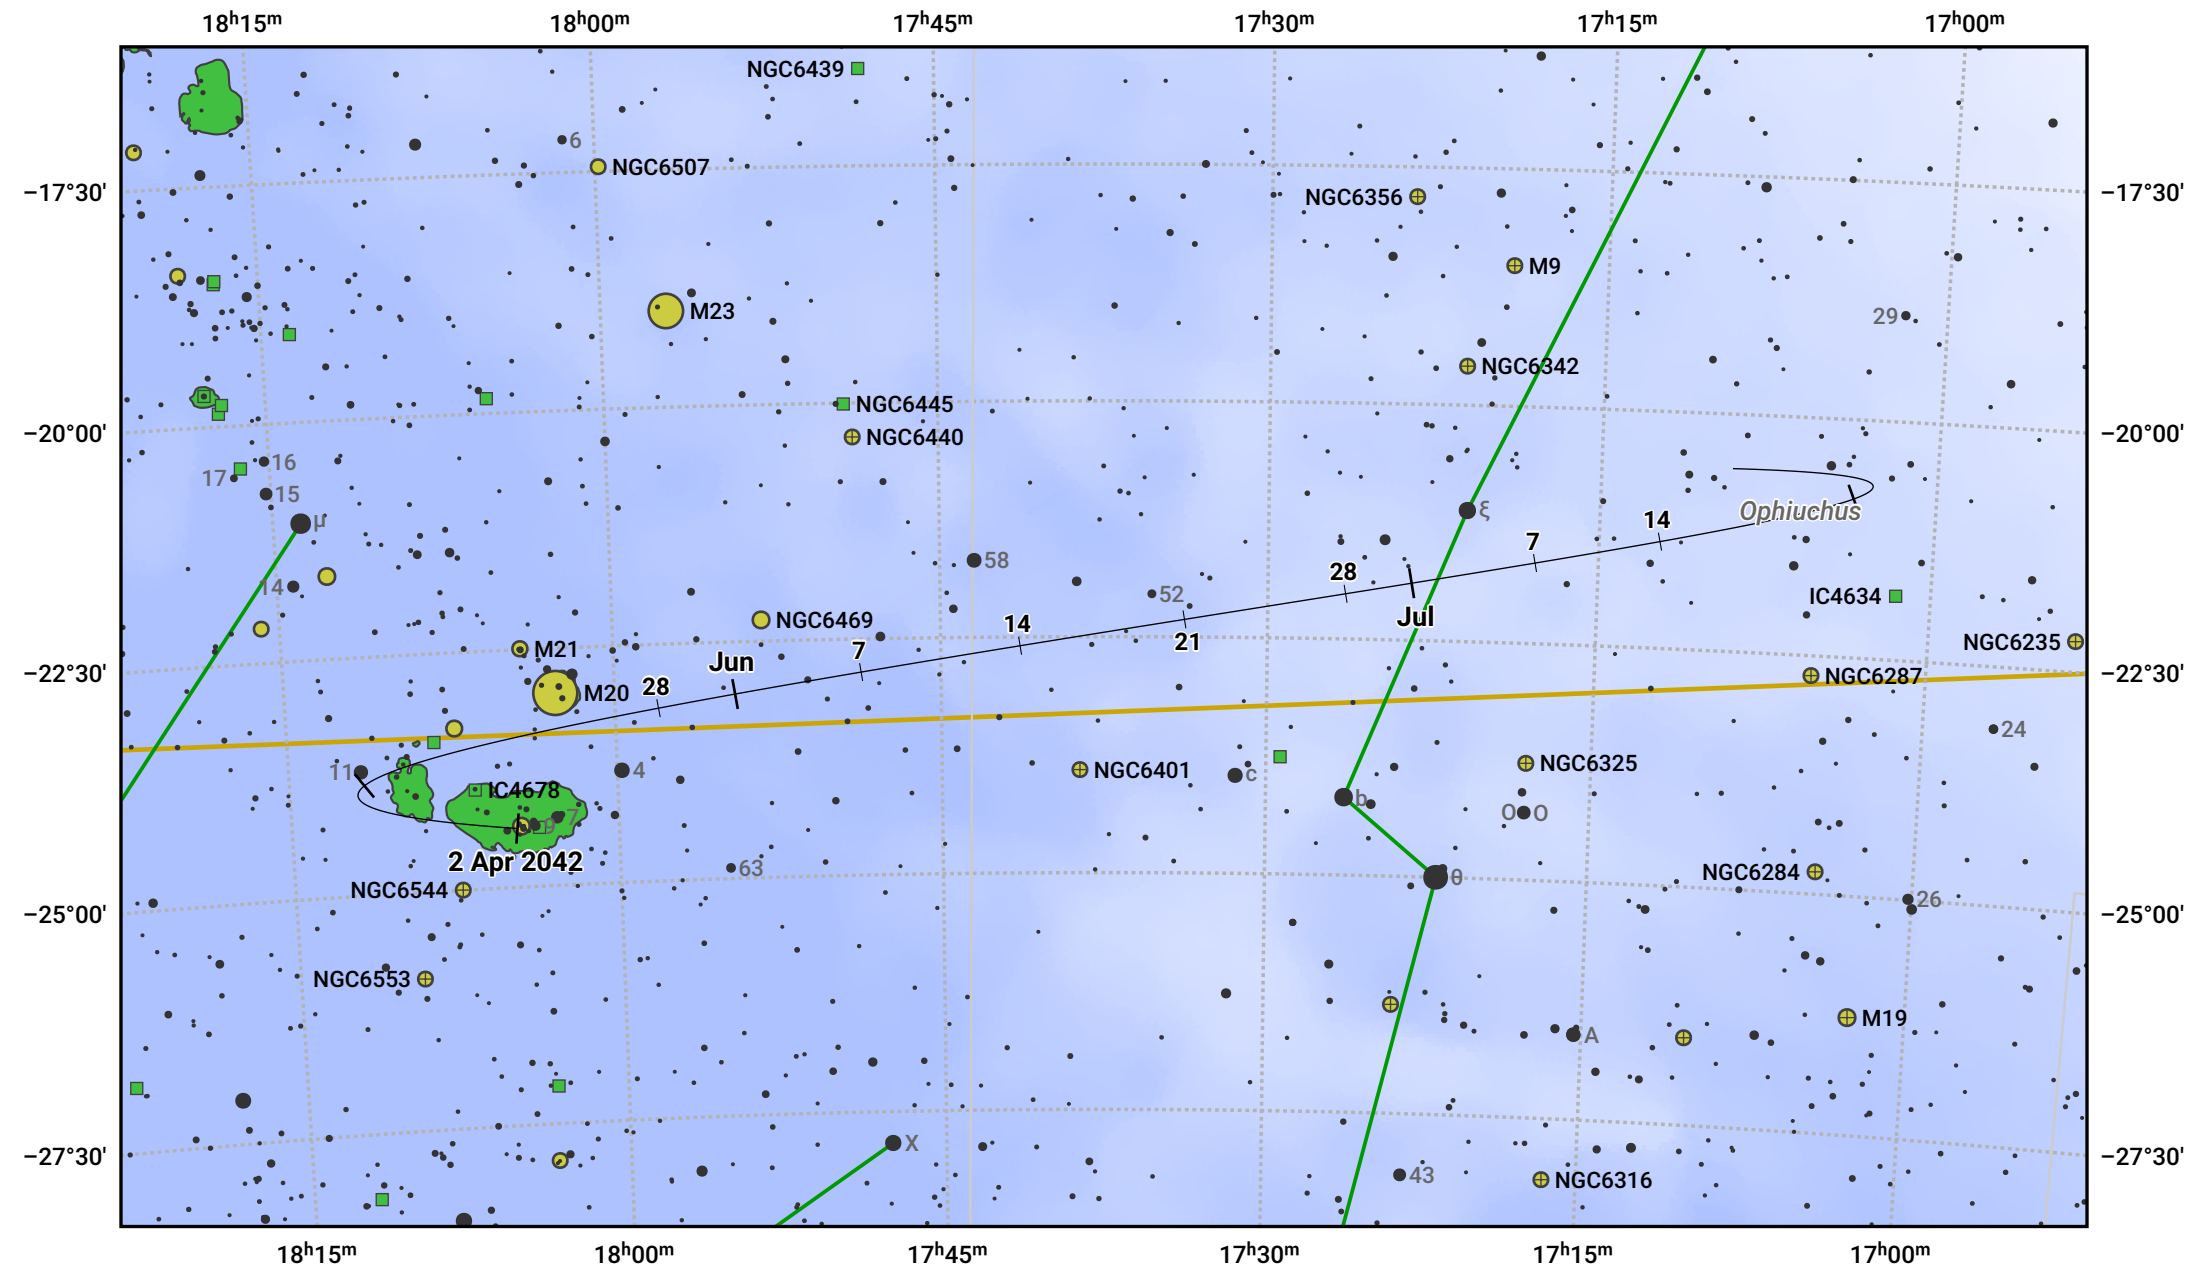 18ʰ15ᵐ 18ʰ00ᵐ 17ʰ45ᵐ 17ʰ30ᵐ 17ʰ15ᵐ 17ʰ00ᵐ
NGC6439
6
NGC6507
−17°30' −17°30'
NGC6356
M9
M23
29
NGC6342
NGC6445
−20°00' −20°00'
NGC6440
16
17
15
Ophiuchus
ξ
μ
14
7
58
28
14
52
IC4634
Jul
NGC6469
14
21
NGC6235
M21
7
Jun
−22°30' −22°30'
NGC6287
28
M20
24
11
4
NGC6401
c
NGC6325
IC4678
b
O O
7
9
2 Apr 2042
63
θ
NGC6284
NGC6544
26
−25°00' −25°00'
NGC6553
M19
A
X
−27°30' −27°30'
43
NGC6316
18ʰ15ᵐ 18ʰ00ᵐ 17ʰ45ᵐ 17ʰ30ᵐ 17ʰ15ᵐ 17ʰ00ᵐ